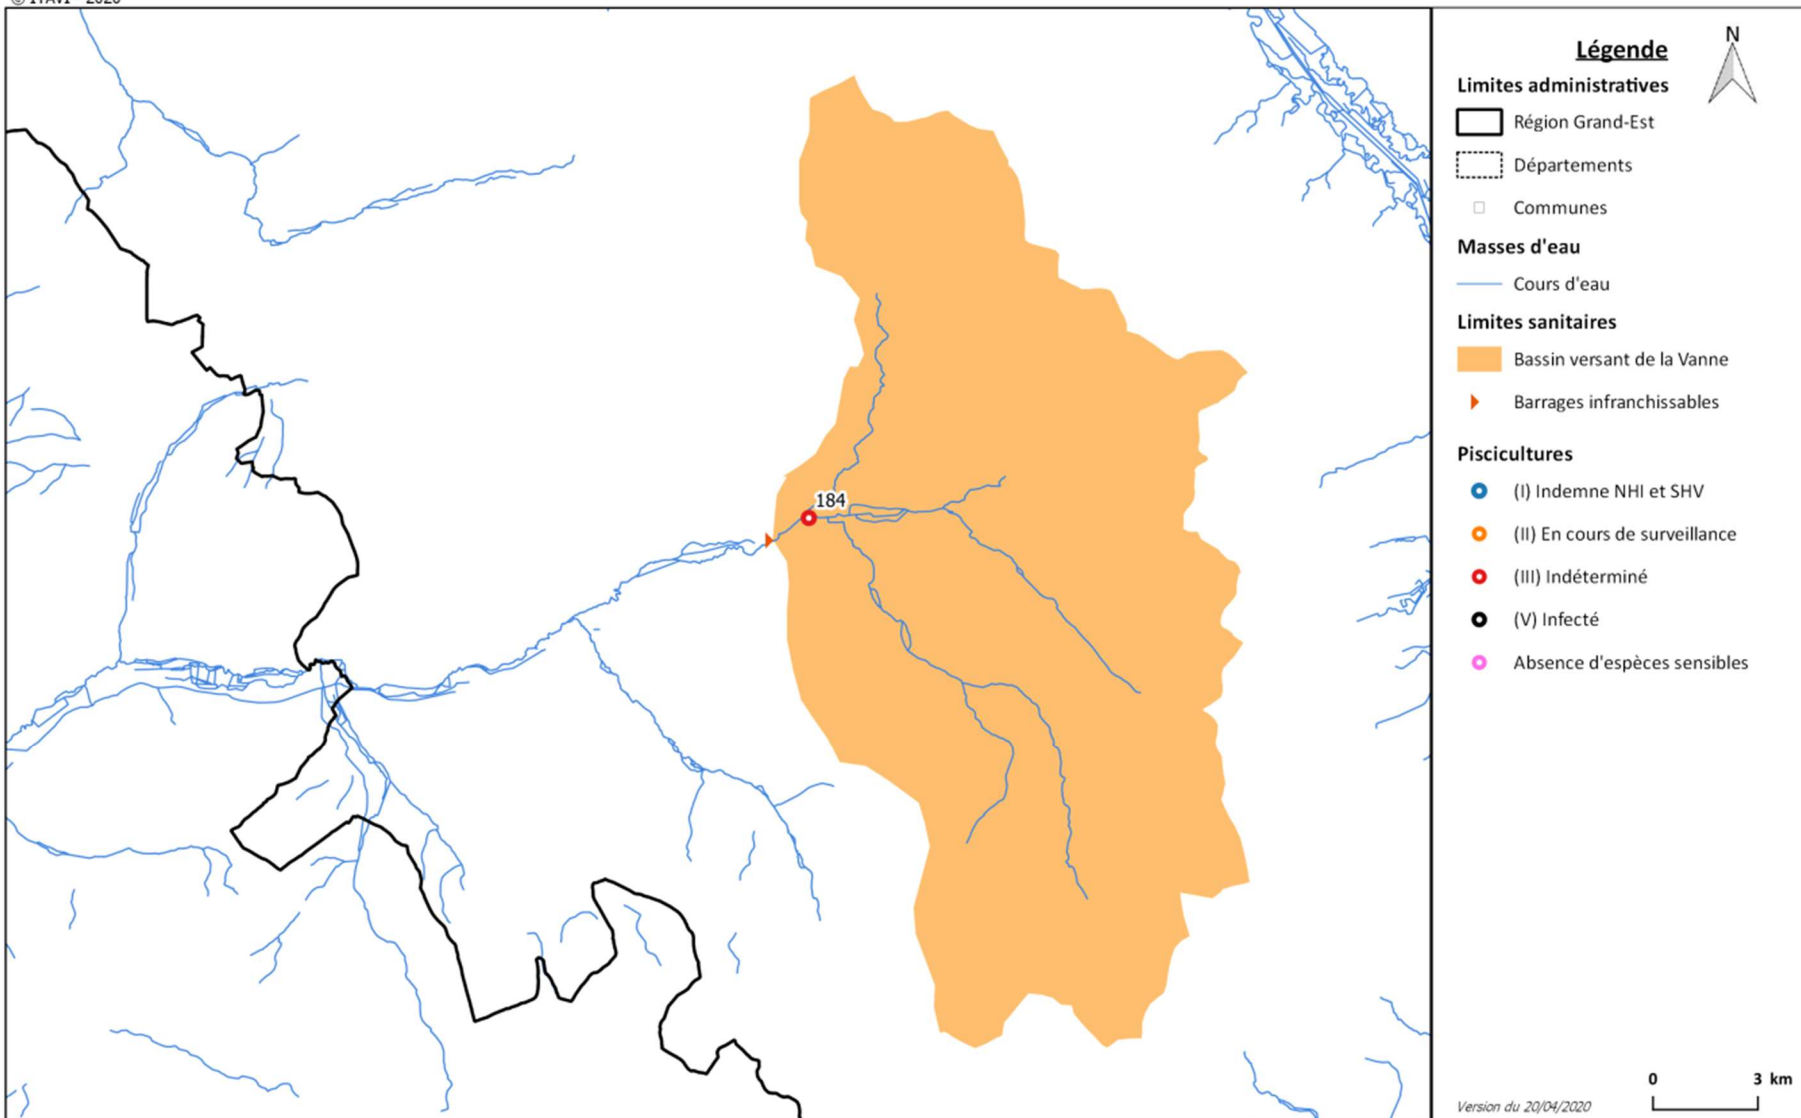 © ITAVI - 2020
184
Légende
N
Limites administratives
Région Grand-Est
Départements
Communes
Masses d'eau
Cours d'eau
Limites sanitaires
Bassin versant de la Vanne
Barrages infranchissables
Piscicultures
(I) Indemne NHI et SHV
(II) En cours de surveillance
(III) Indéterminé
(V) Infecté
Absence d'espèces sensibles
0 3 km
Version du 20/04/2020